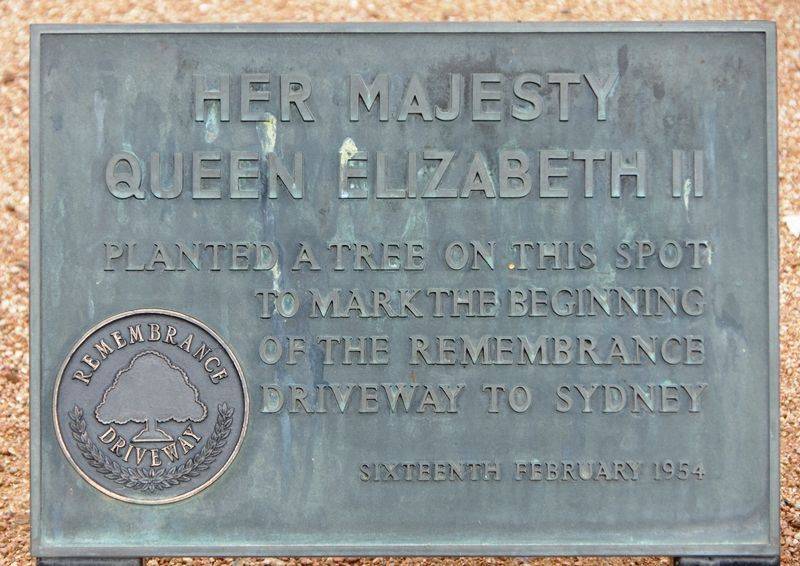 HER MAJESTY
QUEEN ELIZABETH II
PLANTED A TREE ON THIS SPOT
TO MARK THE BEGINNING
OF THE REMEMBRANCE
DRIVEWAY TO SYDNEY
SIXTEENTH FEBRUARY 1954
REMEMBRANCE
DRIVEWAY